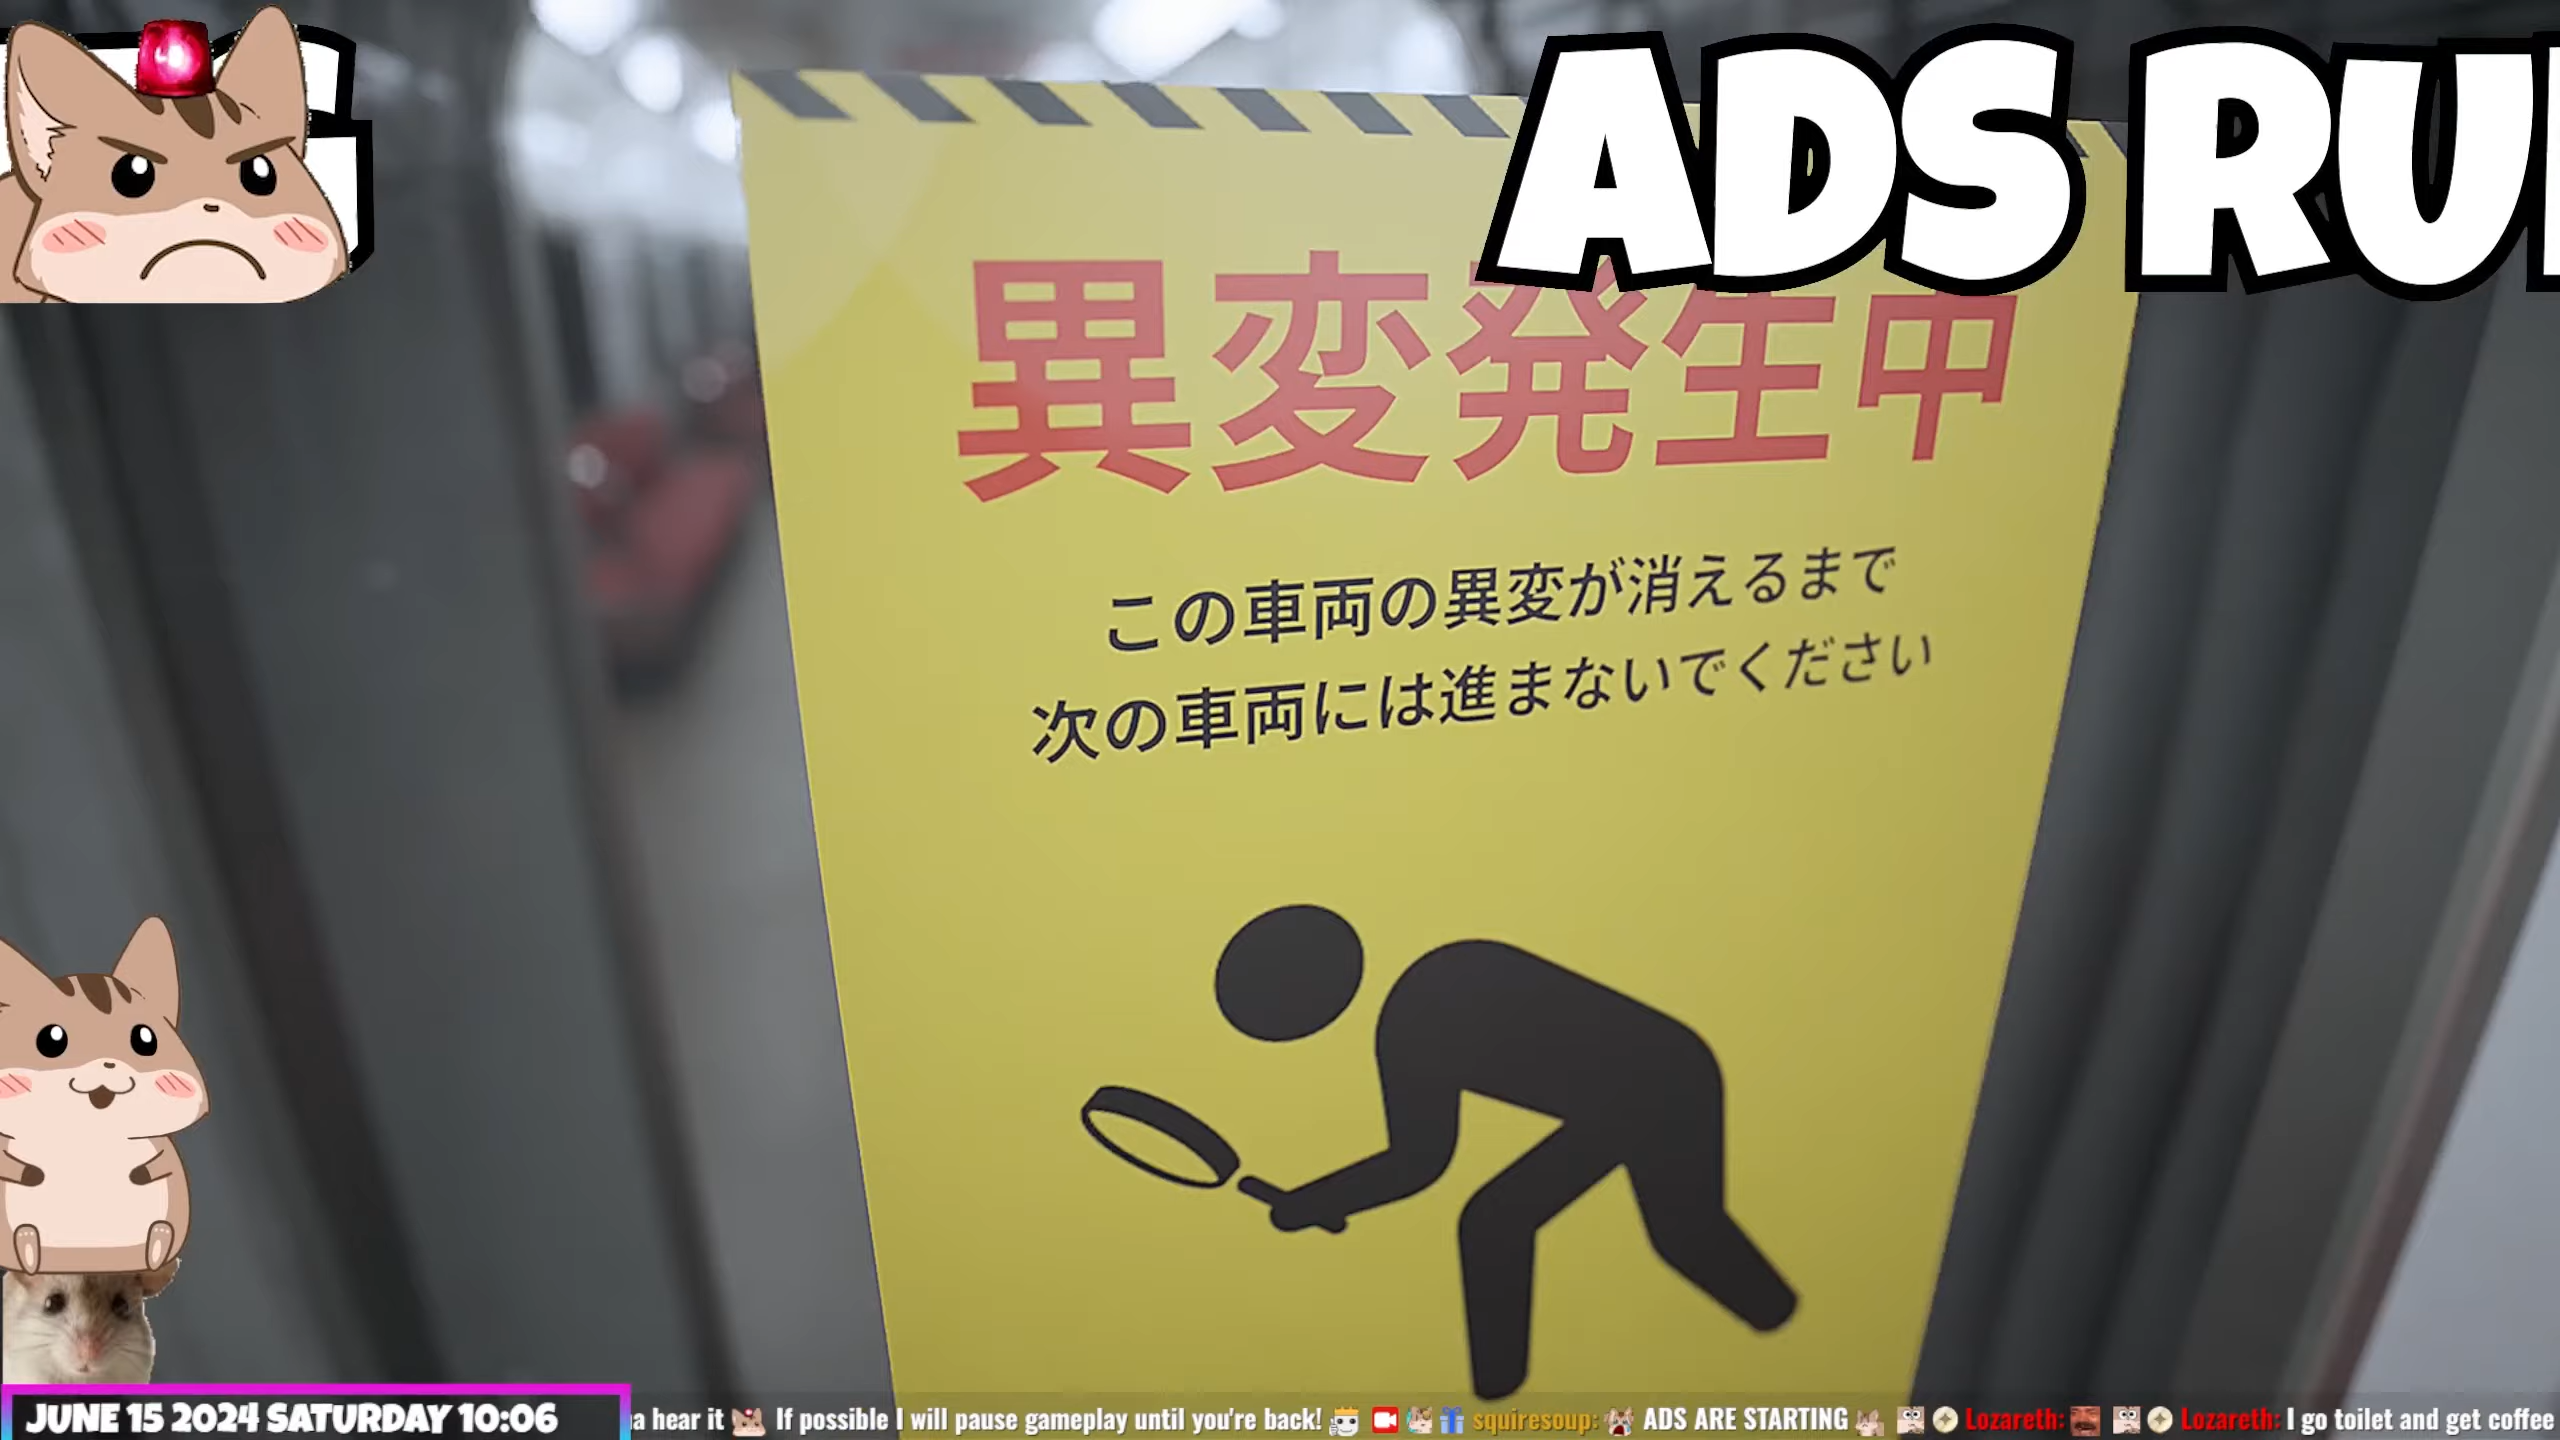 ADS RU
異変発生中
この車両の異変が消えるまで
次の車両には進まないでください
JUNE 15 2024 SATURDAY 10:06
hear it If possible I will pause gameplay until you're back! squiresoup: ADS ARE STARTING Lozareth: Lozareth: I go toilet and get coffee